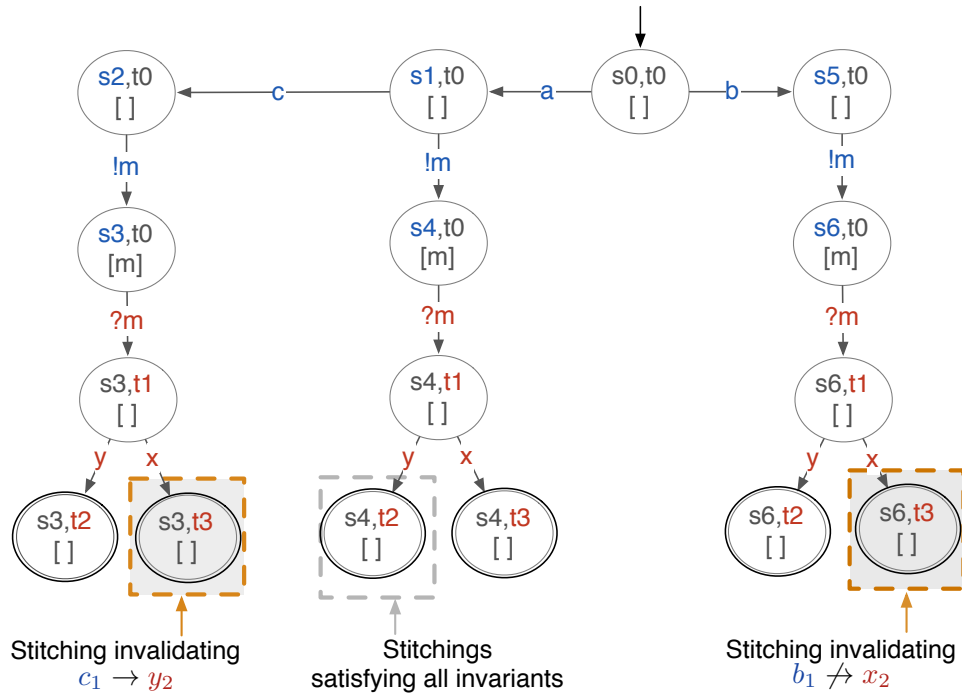 s2,t0
[ ]
c
s1,t0
[ ]
a
s0,t0
[ ]
b
s5,t0
[ ]
!m
!m
!m
s3,t0
[m]
s4,t0
[m]
s6,t0
[m]
?m
?m
?m
s3,t1
[ ]
s4,t1
[ ]
s6,t1
[ ]
y
x
y
x
y
x
s3,t2
[ ]
s3,t3
[ ]
s4,t2
[ ]
s4,t3
[ ]
s6,t2
[ ]
s6,t3
[ ]
Stitching invalidating
c₁ → y₂
Stitchings
satisfying all invariants
Stitching invalidating
b₁ ↛ x₂